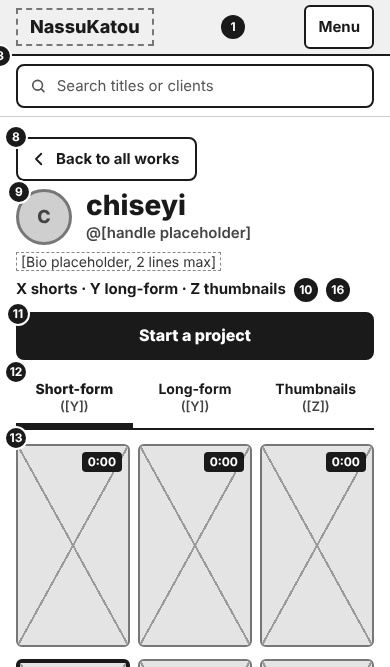 NassuKatou
1
Menu
3
Search titles or clients
8
Back to all works
9
C
chiseyi
@[handle placeholder]
[Bio placeholder, 2 lines max]
X shorts · Y long-form · Z thumbnails 10 16
11
Start a project
12
Short-form Long-form Thumbnails
([Y]) ([Y]) ([Z])
13
0:00 0:00 0:00